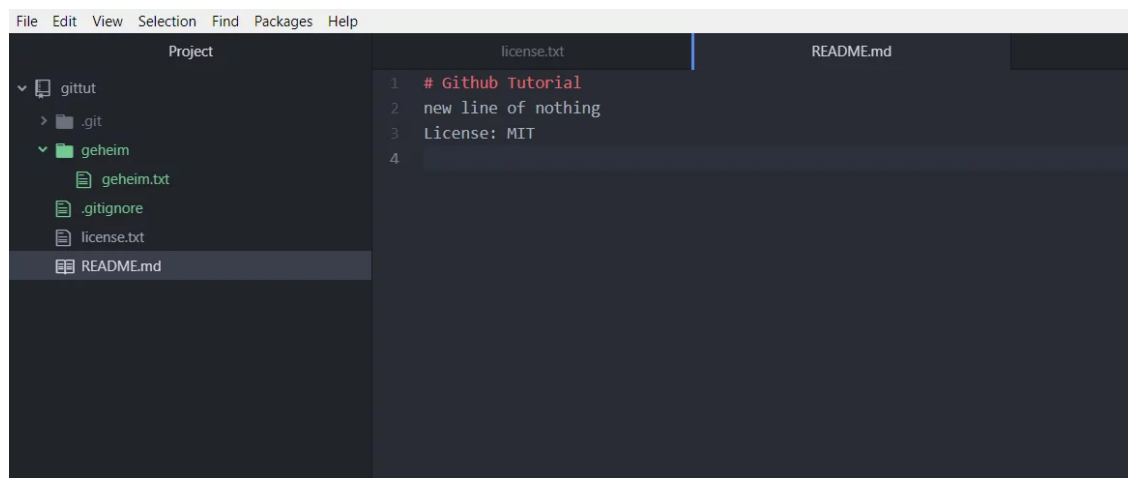 File Edit View Selection Find Packages Help
Project
gittut
.git
geheim
geheim.txt
.gitignore
license.txt
README.md
license.txt README.md
1 # Github Tutorial
2 new line of nothing
3 License: MIT
4